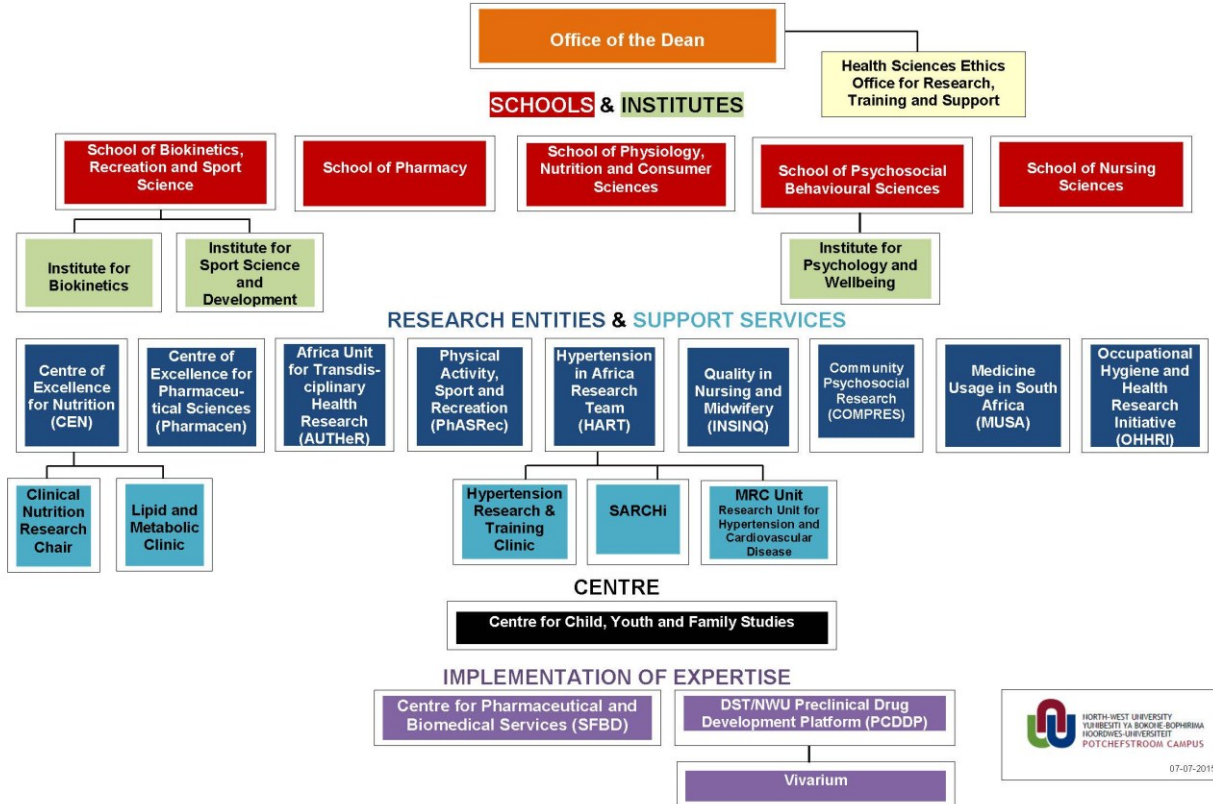 Office of the Dean
Health Sciences Ethics
Office for Research,
Training and Support
SCHOOLS & INSTITUTES
School of Biokinetics,
Recreation and Sport
Science
School of Pharmacy
School of Physiology,
Nutrition and Consumer
Sciences
School of Psychosocial
Behavioural Sciences
School of Nursing
Sciences
Institute for
Biokinetics
Institute for
Sport Science
and
Development
Institute for
Psychology and
Wellbeing
RESEARCH ENTITIES & SUPPORT SERVICES
Centre of
Excellence
for Nutrition
(CEN)
Centre of
Excellence for
Pharmaceu-
tical Sciences
(Pharmacen)
Africa Unit
for Transdis-
ciplinary
Health
Research
(AUTHeR)
Physical
Activity,
Sport and
Recreation
(PhASRec)
Hypertension
in Africa
Research
Team
(HART)
Quality in
Nursing and
Midwifery
(INSINQ)
Community
Psychosocial
Research
(COMPRES)
Medicine
Usage in South
Africa
(MUSA)
Occupational
Hygiene and
Health
Research
Initiative
(OHHRI)
Clinical
Nutrition
Research
Chair
Lipid and
Metabolic
Clinic
Hypertension
Research &
Training
Clinic
SARCHi
MRC Unit
Research Unit for
Hypertension and
Cardiovascular
Disease
CENTRE
Centre for Child, Youth and Family Studies
IMPLEMENTATION OF EXPERTISE
Centre for Pharmaceutical and
Biomedical Services (SFBD)
DST/NWU Preclinical Drug
Development Platform (PCDDP)
Vivarium
NORTH-WEST UNIVERSITY
YUNIBESITI YA BOKONE-BOPHIRIMA
NOORDWES-UNIVERSITEIT
POTCHEFSTROOM CAMPUS
07-07-2015